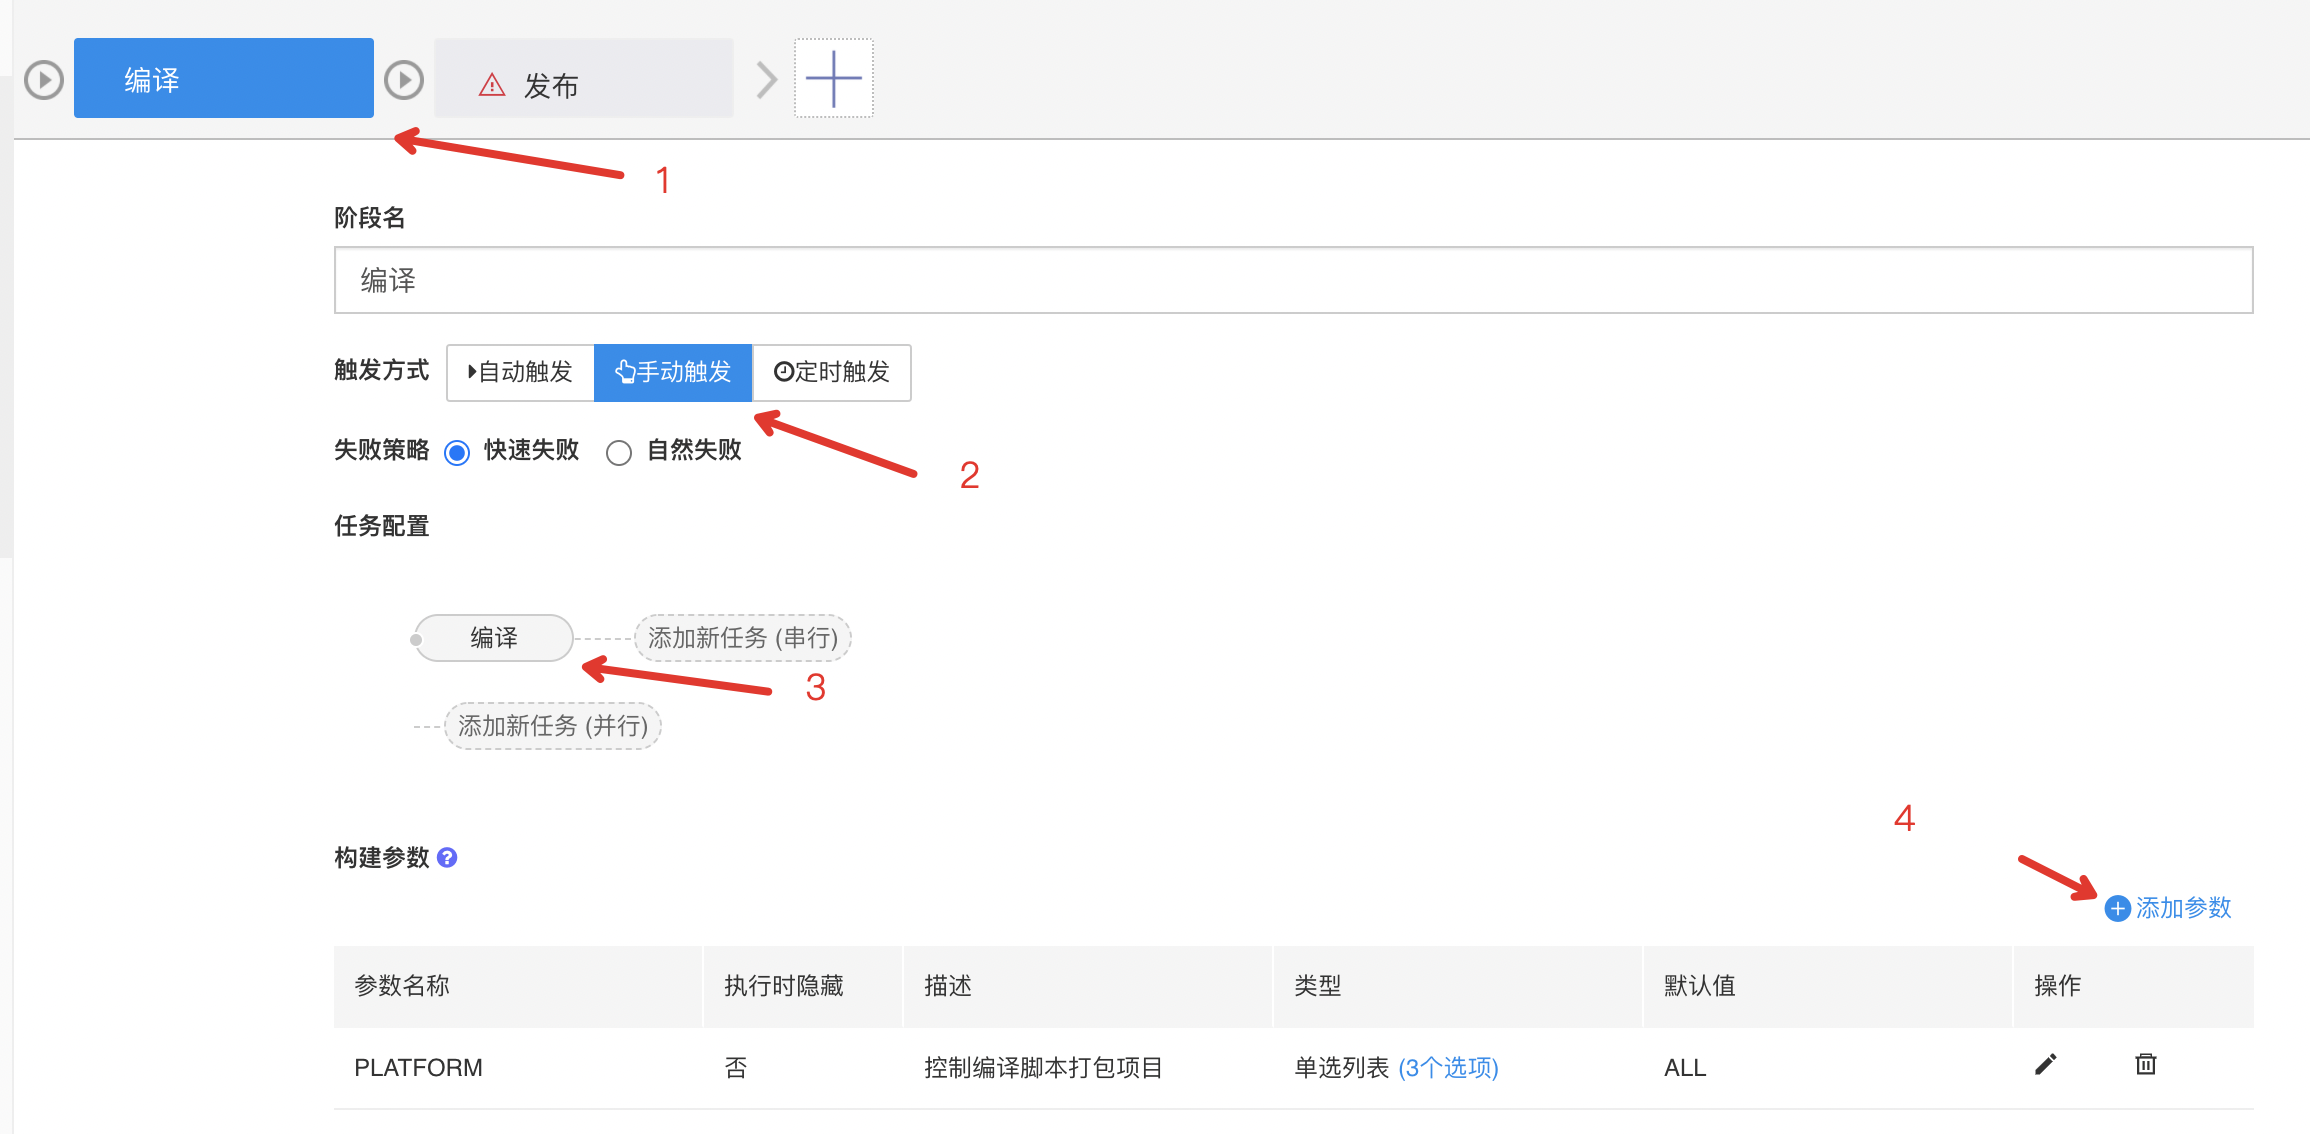 编译
发布
1
阶段名
编译
触发方式 自动触发 手动触发 定时触发
2
失败策略 快速失败 自然失败
任务配置
编译 添加新任务 (串行)
3
添加新任务 (并行)
4
构建参数 ?
添加参数
参数名称 执行时隐藏 描述 类型 默认值 操作
PLATFORM 否 控制编译脚本打包项目 单选列表 (3个选项) ALL